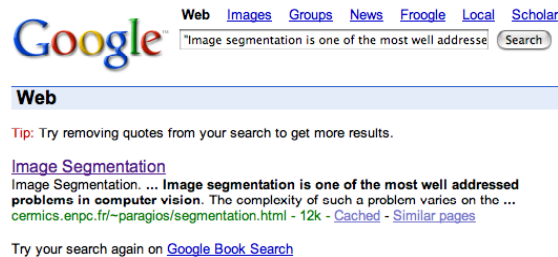 Web Images Groups News Froogle Local Scholar
Google "Image segmentation is one of the most well addresse Search
Web
Tip: Try removing quotes from your search to get more results.
Image Segmentation
Image Segmentation. ... Image segmentation is one of the most well addressed
problems in computer vision. The complexity of such a problem varies on the ...
cermics.enpc.fr/~paragios/segmentation.html - 12k - Cached - Similar pages
Try your search again on Google Book Search